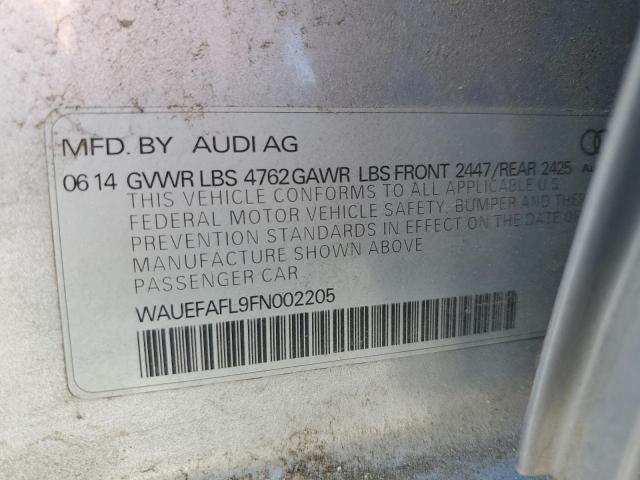 MFD. BY AUDI AG
06 14 GVWR LBS 4762 GAWR LBS FRONT 2447/REAR 2425
THIS VEHICLE CONFORMS TO ALL APPLICABLE U.S.
FEDERAL MOTOR VEHICLE SAFETY, BUMPER AND
PREVENTION STANDARDS IN EFFECT ON THE DATE
MANUFACTURE SHOWN ABOVE
PASSENGER CAR
WAUEFAFL9FN002205